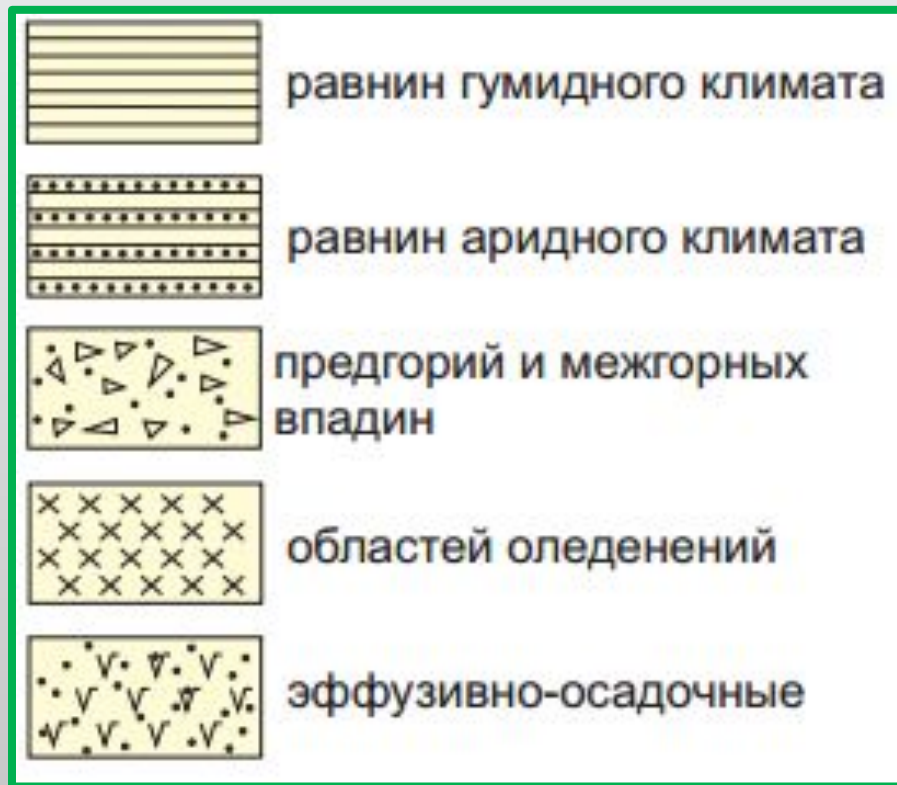 равнин гумидного климата
равнин аридного климата
предгорий и межгорных
впадин
областей оледенений
эффузивно-осадочные